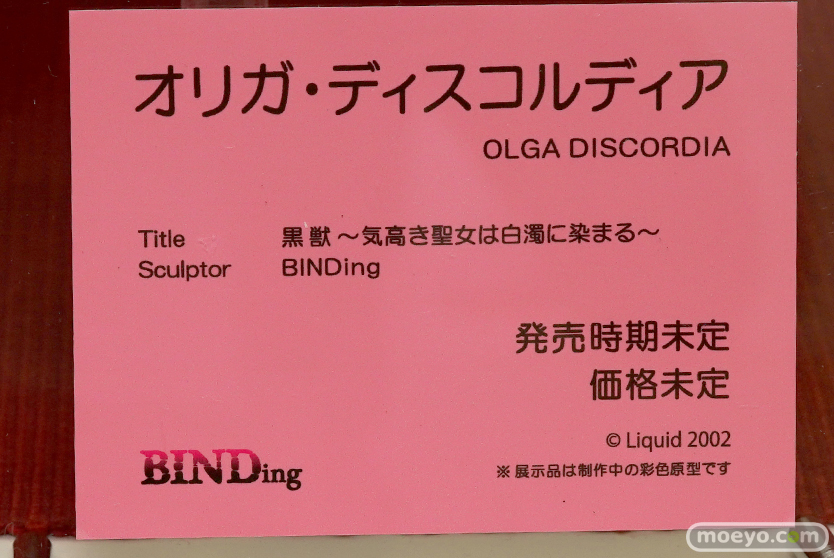 オリガ・ディスコルディア
OLGA DISCORDIA
Title 黒獣～気高き聖女は白濁に染まる～
Sculptor BINDing
発売時期未定
価格未定
© Liquid 2002
※展示品は制作中の彩色原型です
BINDing
moeyo.com